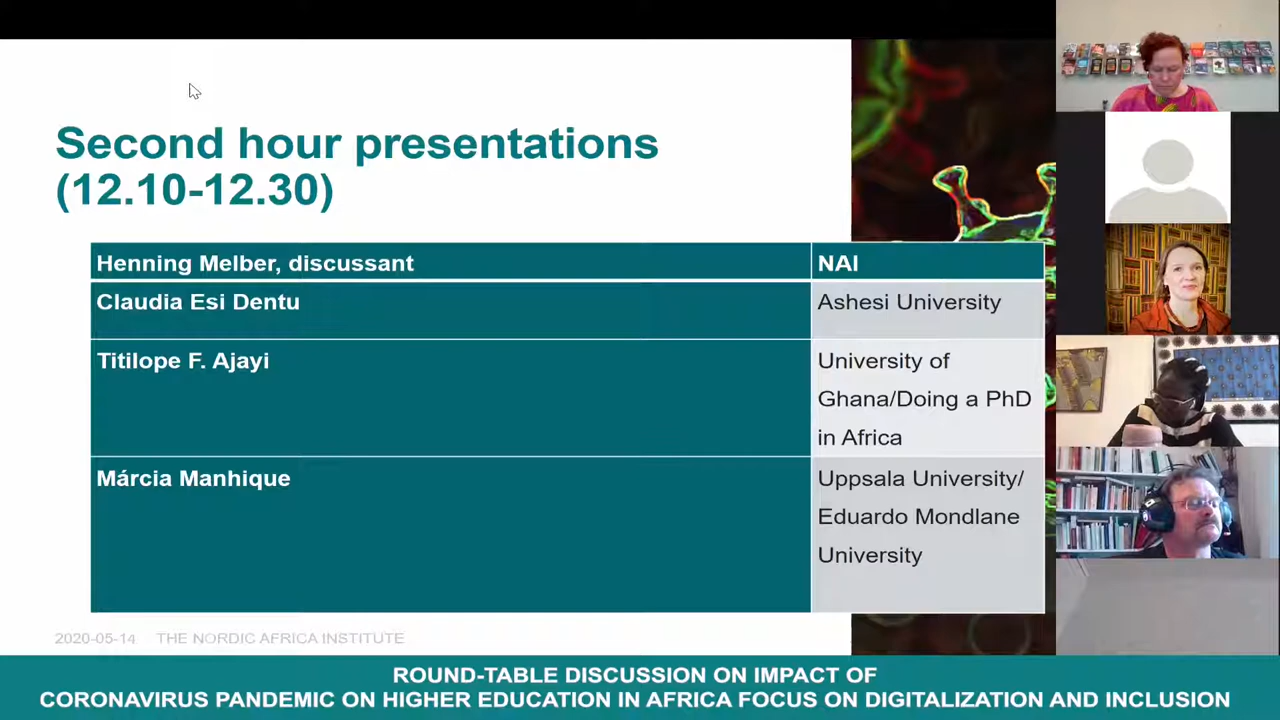 Second hour presentations
(12.10-12.30)
Henning Melber, discussant
NAI
Claudia Esi Dentu
Ashesi University
Titilope F. Ajayi
University of
Ghana/Doing a PhD
in Africa
Márcia Manhique
Uppsala University/
Eduardo Mondlane
University
2020-05-14 THE NORDIC AFRICA INSTITUTE
ROUND-TABLE DISCUSSION ON IMPACT OF
CORONAVIRUS PANDEMIC ON HIGHER EDUCATION IN AFRICA FOCUS ON DIGITALIZATION AND INCLUSION